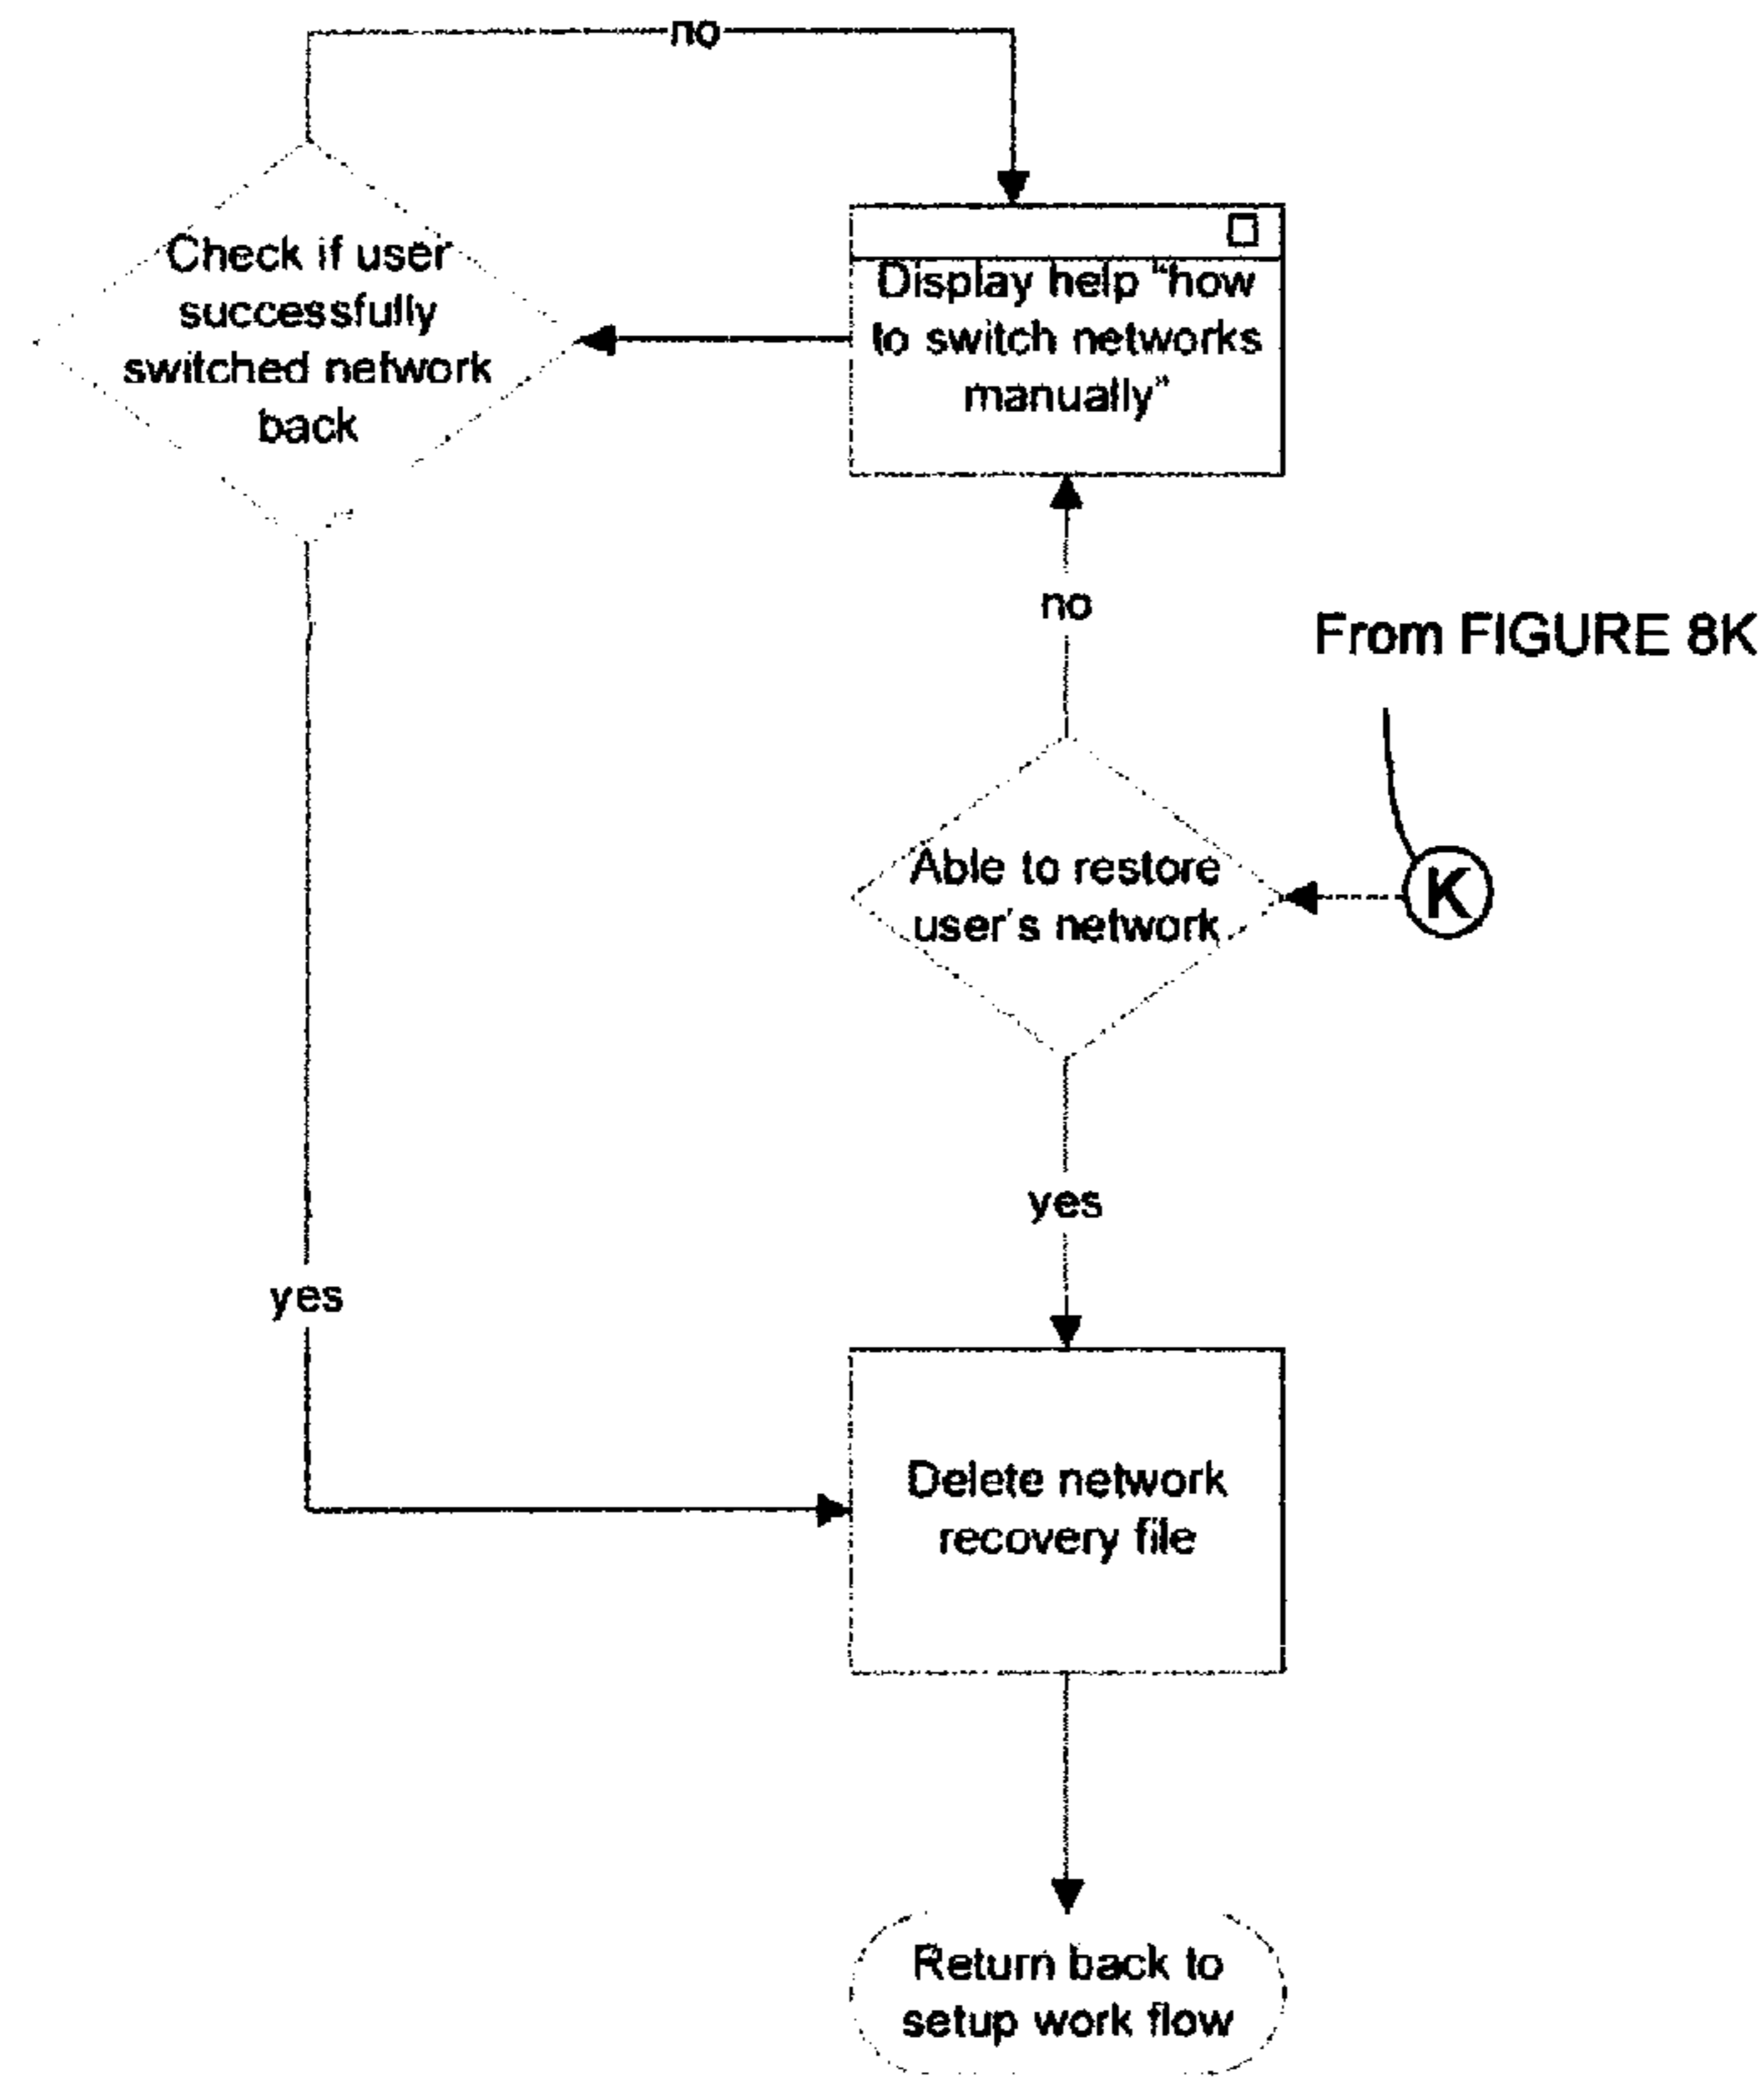 no
Check if user
successfully
switched network
back
Display help "how
to switch networks
manually"
no
From FIGURE 8K
Able to restore
user's network
K
yes
yes
Delete network
recovery file
Return back to
setup work flow